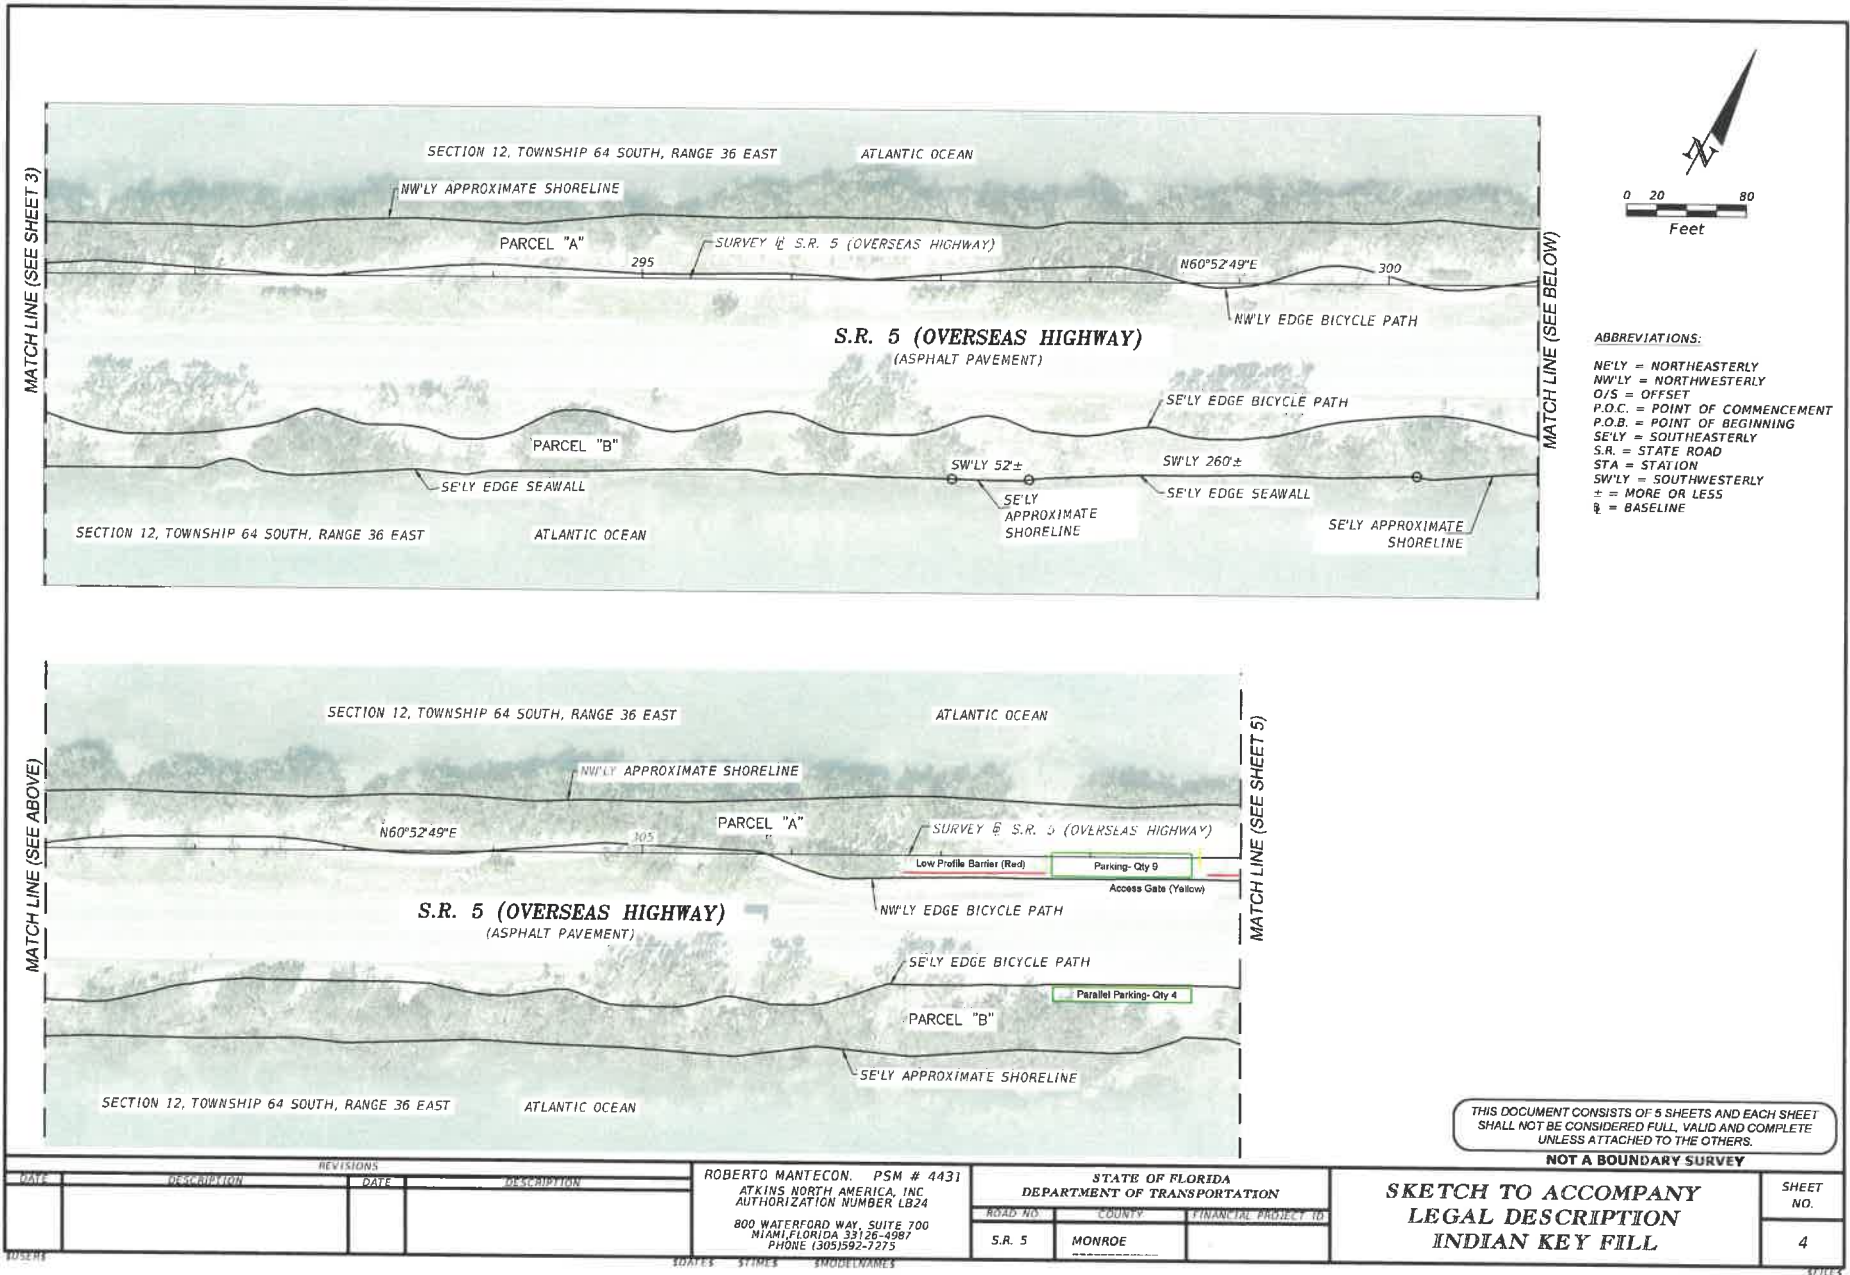 SECTION 12, TOWNSHIP 64 SOUTH, RANGE 36 EAST
ATLANTIC OCEAN
NW'LY APPROXIMATE SHORELINE
MATCH LINE (SEE SHEET 3)
PARCEL "A"
SURVEY ℄ S.R. 5 (OVERSEAS HIGHWAY)
295
N60°52'49"E
300
NW'LY EDGE BICYCLE PATH
S.R. 5 (OVERSEAS HIGHWAY)
(ASPHALT PAVEMENT)
MATCH LINE (SEE BELOW)
SE'LY EDGE BICYCLE PATH
PARCEL "B"
SW'LY 52'±
SW'LY 260'±
SE'LY EDGE SEAWALL
SE'LY
APPROXIMATE
SHORELINE
SE'LY EDGE SEAWALL
SE'LY APPROXIMATE
SHORELINE
SECTION 12, TOWNSHIP 64 SOUTH, RANGE 36 EAST
ATLANTIC OCEAN
N
0 20 80
Feet
ABBREVIATIONS:
NE'LY = NORTHEASTERLY
NW'LY = NORTHWESTERLY
O/S = OFFSET
P.O.C. = POINT OF COMMENCEMENT
P.O.B. = POINT OF BEGINNING
SE'LY = SOUTHEASTERLY
S.R. = STATE ROAD
STA = STATION
SW'LY = SOUTHWESTERLY
± = MORE OR LESS
= BASELINE
SECTION 12, TOWNSHIP 64 SOUTH, RANGE 36 EAST
ATLANTIC OCEAN
NW'LY APPROXIMATE SHORELINE
MATCH LINE (SEE ABOVE)
MATCH LINE (SEE SHEET 5)
N60°52'49"E
305
PARCEL "A"
SURVEY S.R. 5 (OVERSEAS HIGHWAY)
Low Profile Barrier (Red)
Parking- Qty 9
Access Gate (Yellow)
NW'LY EDGE BICYCLE PATH
S.R. 5 (OVERSEAS HIGHWAY)
(ASPHALT PAVEMENT)
SE'LY EDGE BICYCLE PATH
Parallel Parking- Qty 4
PARCEL "B"
SE'LY APPROXIMATE SHORELINE
SECTION 12, TOWNSHIP 64 SOUTH, RANGE 36 EAST
ATLANTIC OCEAN
THIS DOCUMENT CONSISTS OF 5 SHEETS AND EACH SHEET
SHALL NOT BE CONSIDERED FULL, VALID AND COMPLETE
UNLESS ATTACHED TO THE OTHERS.
NOT A BOUNDARY SURVEY
REVISIONS
DATE DESCRIPTION DATE DESCRIPTION
ROBERTO MANTECON. PSM # 4431
ATKINS NORTH AMERICA, INC
AUTHORIZATION NUMBER LB24
800 WATERFORD WAY, SUITE 700
MIAMI,FLORIDA 33126-4987
PHONE (305)592-7275
STATE OF FLORIDA
DEPARTMENT OF TRANSPORTATION
ROAD NO. COUNTY FINANCIAL PROJECT ID
S.R. 5 MONROE
SKETCH TO ACCOMPANY
LEGAL DESCRIPTION
INDIAN KEY FILL
SHEET
NO.
4
$USER$
$DATE$ $TIME$ $MODELNAME$
$FILE$